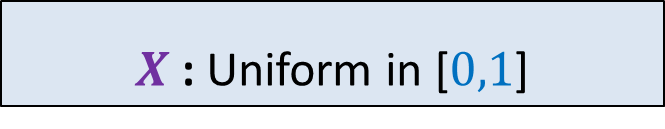 X : Uniform in [0,1]